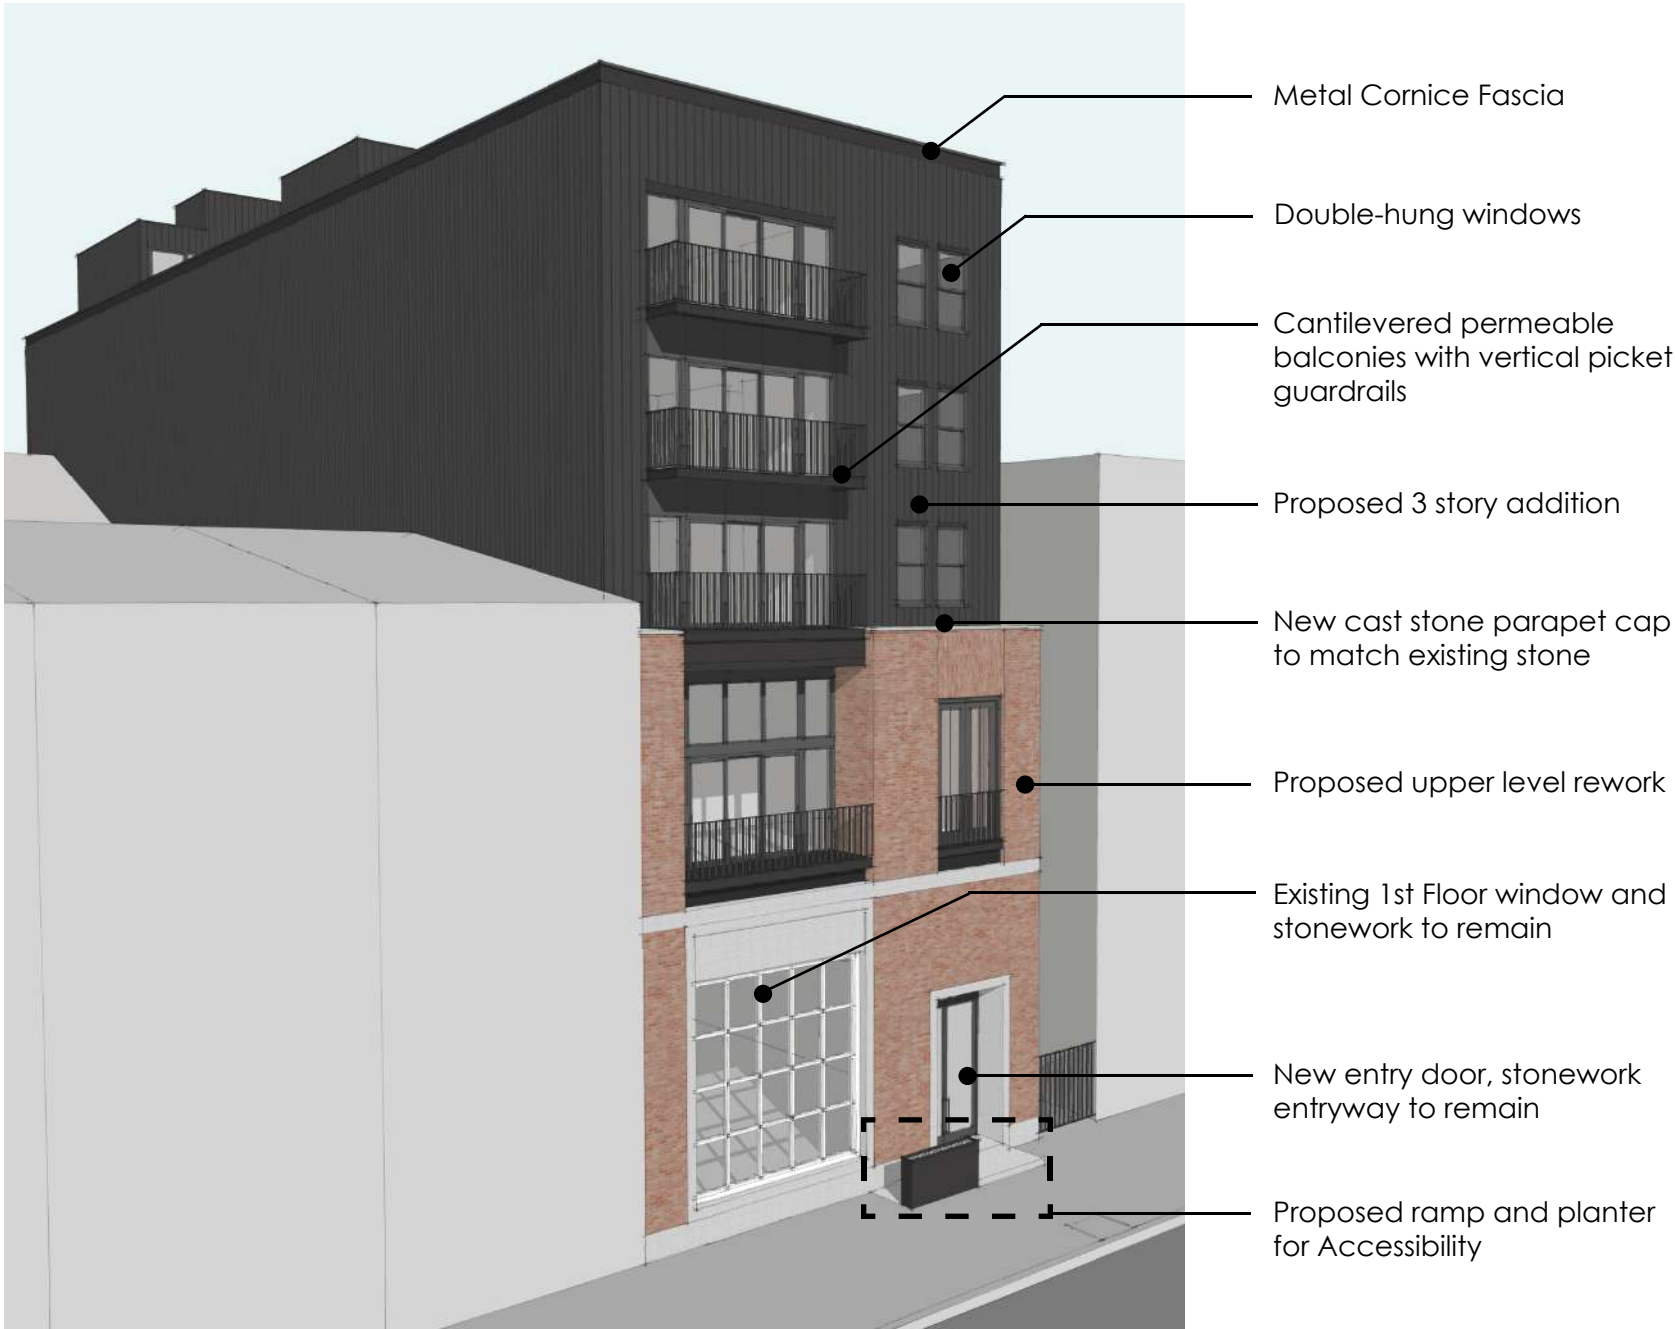 Metal Cornice Fascia
Double-hung windows
Cantilevered permeable
balconies with vertical picket
guardrails
Proposed 3 story addition
New cast stone parapet cap
to match existing stone
Proposed upper level rework
Existing 1st Floor window and
stonework to remain
New entry door, stonework
entryway to remain
Proposed ramp and planter
for Accessibility